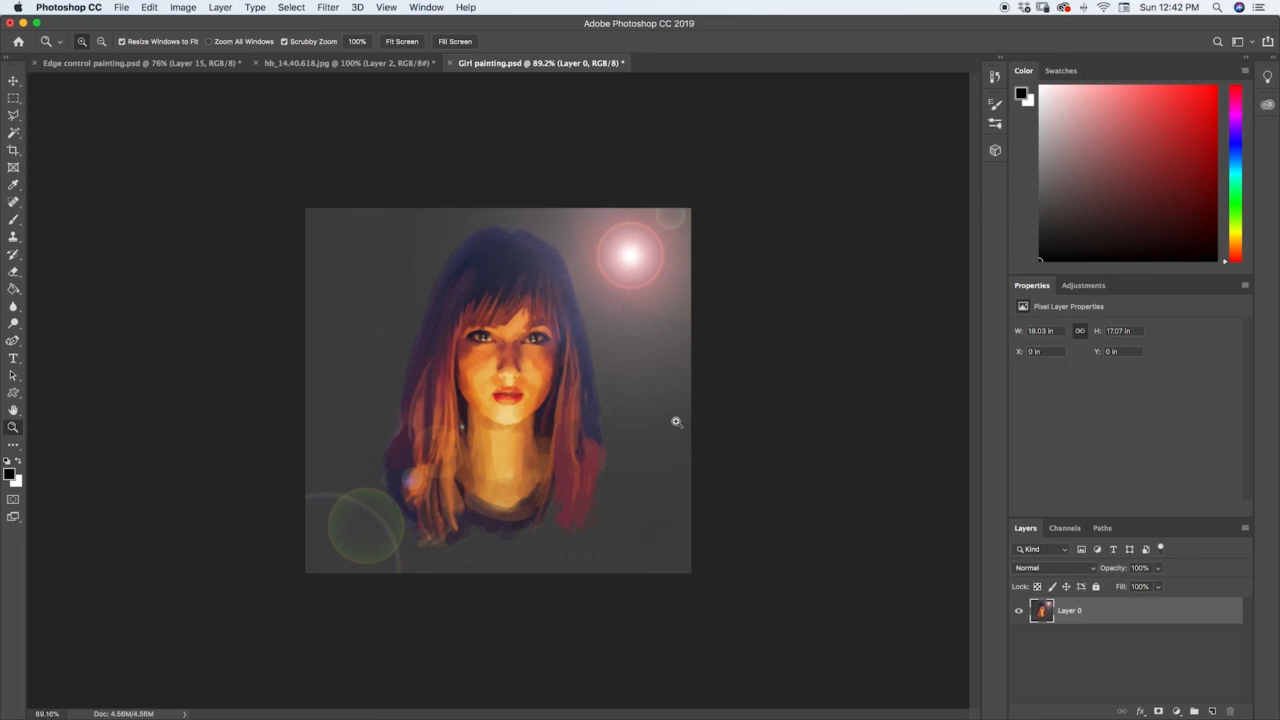 Photoshop CC File Edit Image Layer Type Select Filter 3D View Window Help Sun 12:42 PM
Adobe Photoshop CC 2019
Resize Windows to Fit Zoom All Windows Scrubby Zoom 100% Fit Screen Fill Screen
Edge control painting.psd @ 76% (Layer 15, RGB/8) * hb_14.40.618.jpg @ 100% (Layer 2, RGB/8#) * Girl painting.psd @ 89.2% (Layer 0, RGB/8) *
Color Swatches
Properties Adjustments
Pixel Layer Properties
W: 18.03 in H: 17.07 in
X: 0 in Y: 0 in
Layers Channels Paths
Kind
Normal Opacity: 100%
Lock: Fill: 100%
Layer 0
89.16% Doc: 4.56M/4.56M